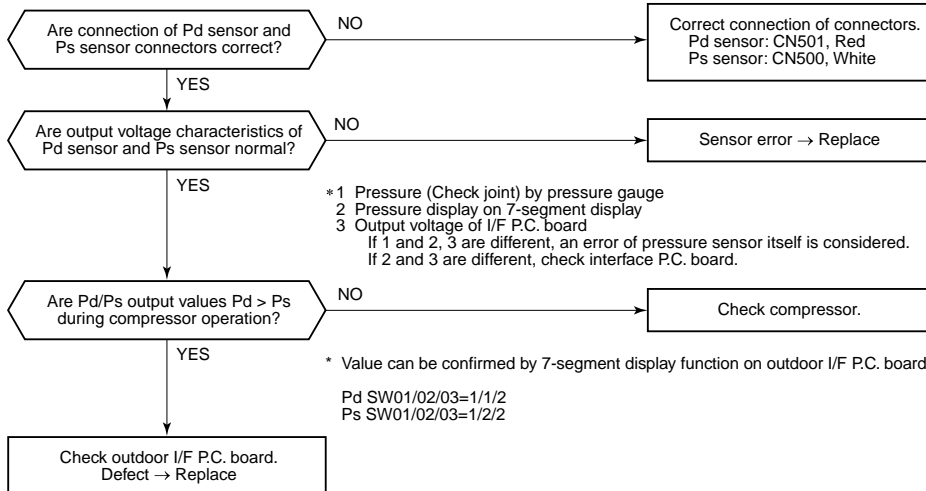 Are connection of Pd sensor and
Ps sensor connectors correct?
NO
Correct connection of connectors.
Pd sensor: CN501, Red
Ps sensor: CN500, White
YES
Are output voltage characteristics of
Pd sensor and Ps sensor normal?
NO
Sensor error → Replace
YES
*1 Pressure (Check joint) by pressure gauge
2 Pressure display on 7-segment display
3 Output voltage of I/F P.C. board
If 1 and 2, 3 are different, an error of pressure sensor itself is considered.
If 2 and 3 are different, check interface P.C. board.
Are Pd/Ps output values Pd > Ps
during compressor operation?
NO
Check compressor.
YES
* Value can be confirmed by 7-segment display function on outdoor I/F P.C. board
Pd SW01/02/03=1/1/2
Ps SW01/02/03=1/2/2
Check outdoor I/F P.C. board.
Defect → Replace